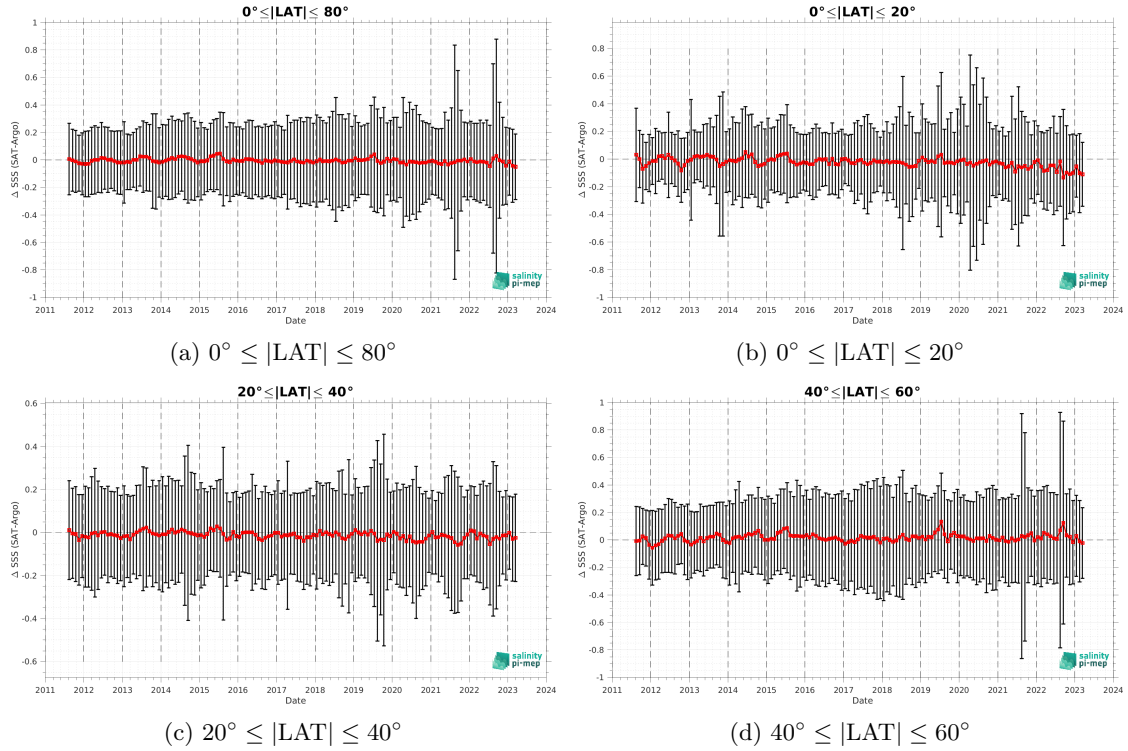 0°≤|LAT|≤ 80°
1
0.8
0.6
0.4
0.2
0
-0.2
-0.4
-0.6
-0.8
-1
Δ SSS (SAT-Argo)
salinity
pi-mep
2011 2012 2013 2014 2015 2016 2017 2018 2019 2020 2021 2022 2023 2024
Date
(a) 0° ≤ |LAT| ≤ 80°
0°≤|LAT|≤ 20°
0.8
0.6
0.4
0.2
0
-0.2
-0.4
-0.6
-0.8
-1
Δ SSS (SAT-Argo)
salinity
pi-mep
2011 2012 2013 2014 2015 2016 2017 2018 2019 2020 2021 2022 2023 2024
Date
(b) 0° ≤ |LAT| ≤ 20°
20°≤|LAT|≤ 40°
0.6
0.4
0.2
0
-0.2
-0.4
-0.6
Δ SSS (SAT-Argo)
salinity
pi-mep
2011 2012 2013 2014 2015 2016 2017 2018 2019 2020 2021 2022 2023 2024
Date
(c) 20° ≤ |LAT| ≤ 40°
40°≤|LAT|≤ 60°
1
0.8
0.6
0.4
0.2
0
-0.2
-0.4
-0.6
-0.8
-1
Δ SSS (SAT-Argo)
salinity
pi-mep
2011 2012 2013 2014 2015 2016 2017 2018 2019 2020 2021 2022 2023 2024
Date
(d) 40° ≤ |LAT| ≤ 60°